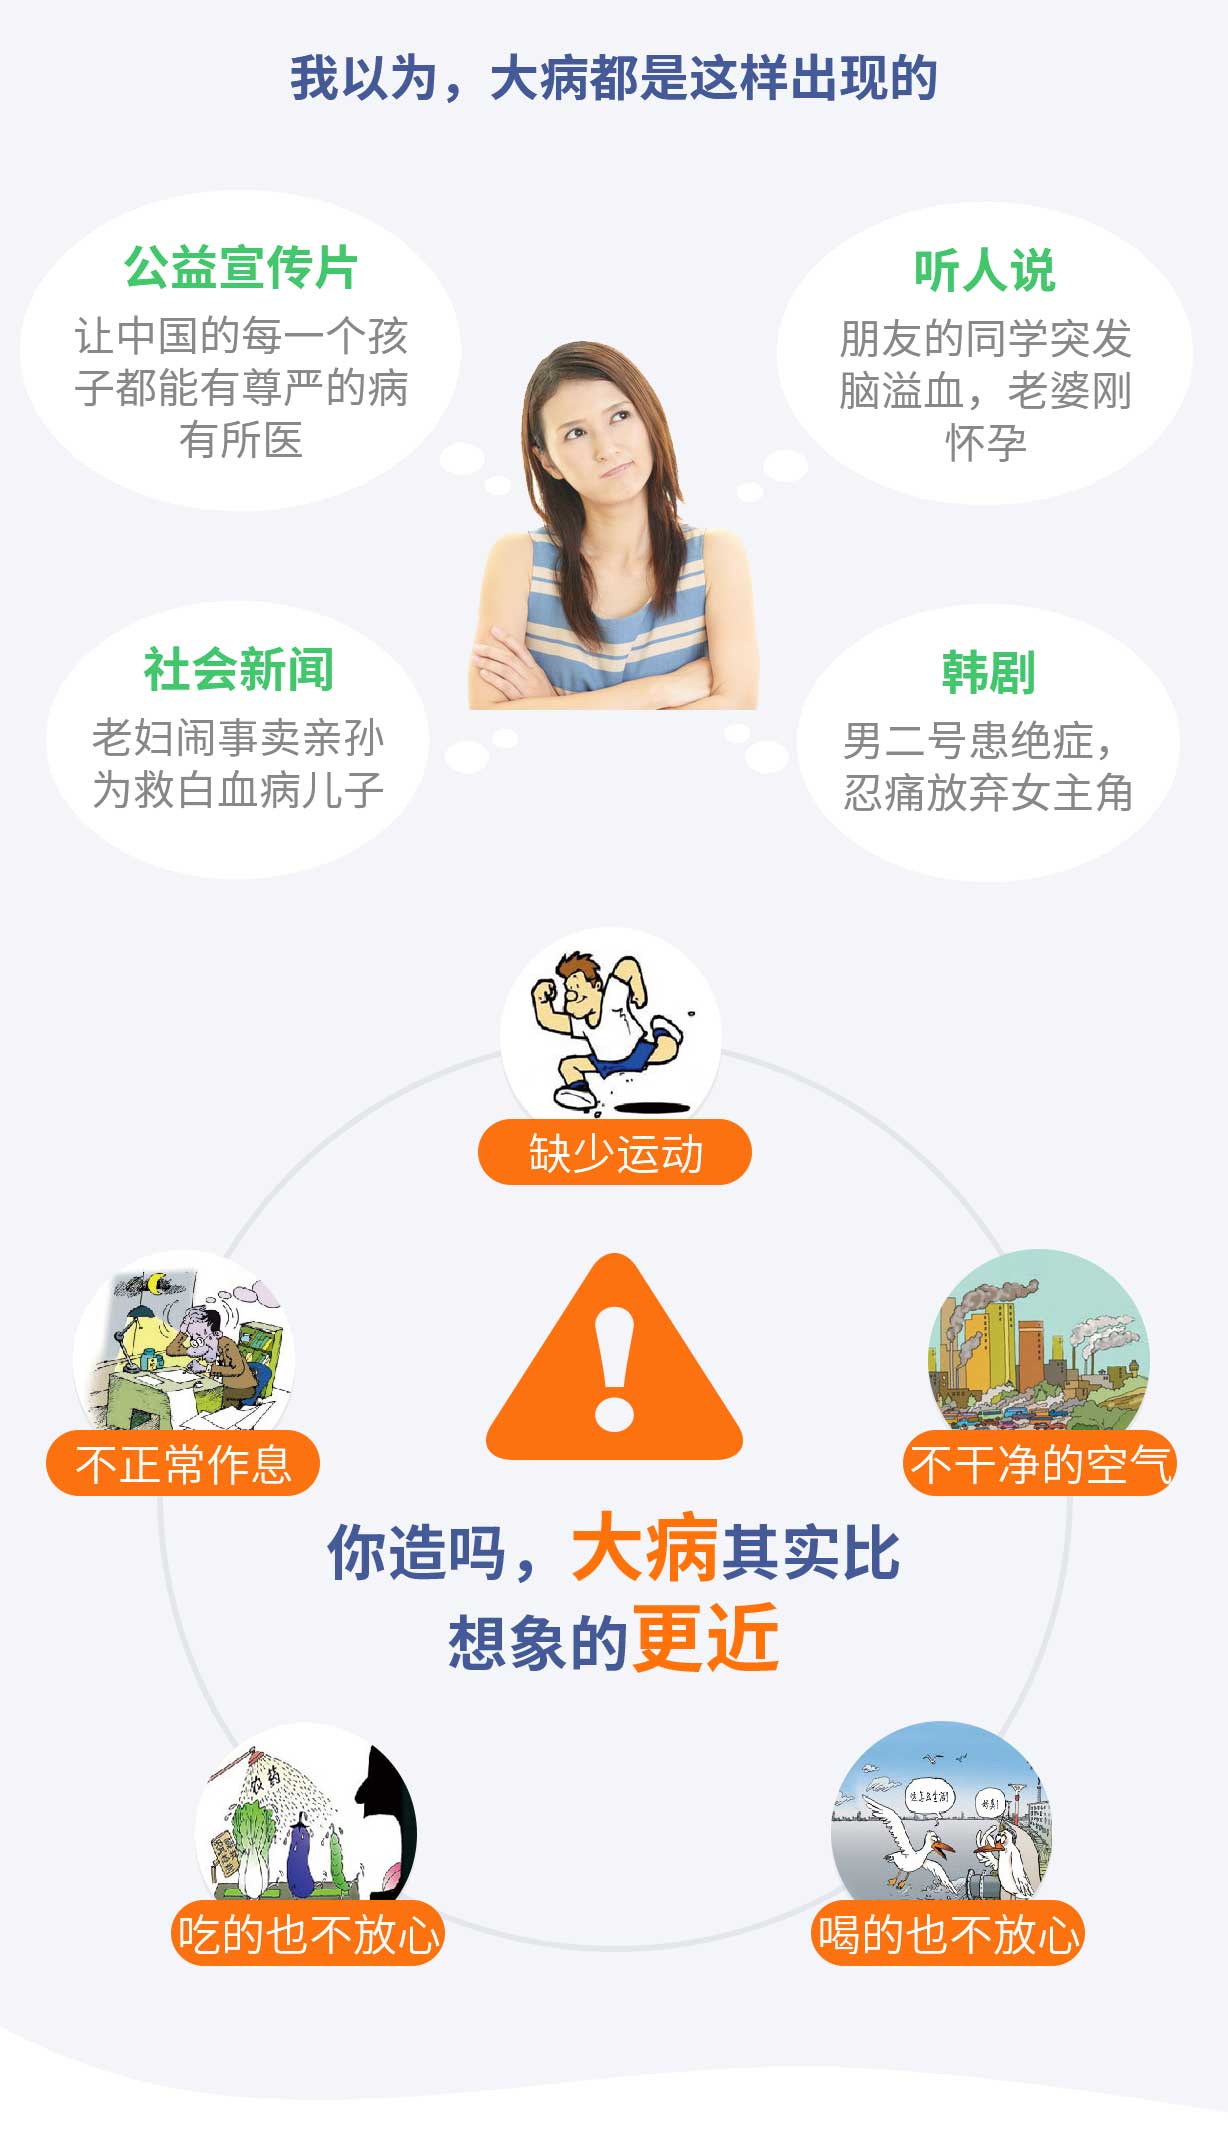 我以为，大病都是这样出现的
公益宣传片
让中国的每一个孩
子都能有尊严的病
有所医
听人说
朋友的同学突发
脑溢血，老婆刚
怀孕
社会新闻
老妇闹事卖亲孙
为救白血病儿子
韩剧
男二号患绝症，
忍痛放弃女主角
缺少运动
不正常作息
不干净的空气
你造吗，大病其实比
想象的更近
农药
吃的也不放心
好臭！
喝的也不放心